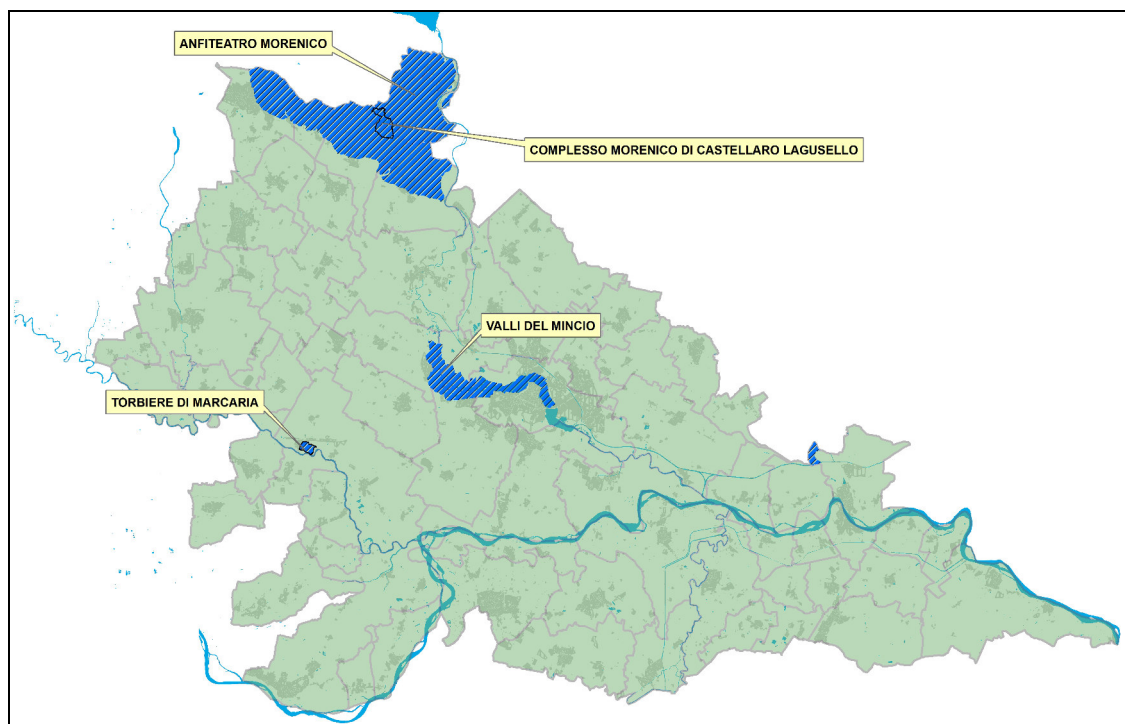 ANFITEATRO MORENICO
COMPLESSO MORENICO DI CASTELLARO LAGUSELLO
VALLI DEL MINCIO
TORBIERE DI MARCARIA